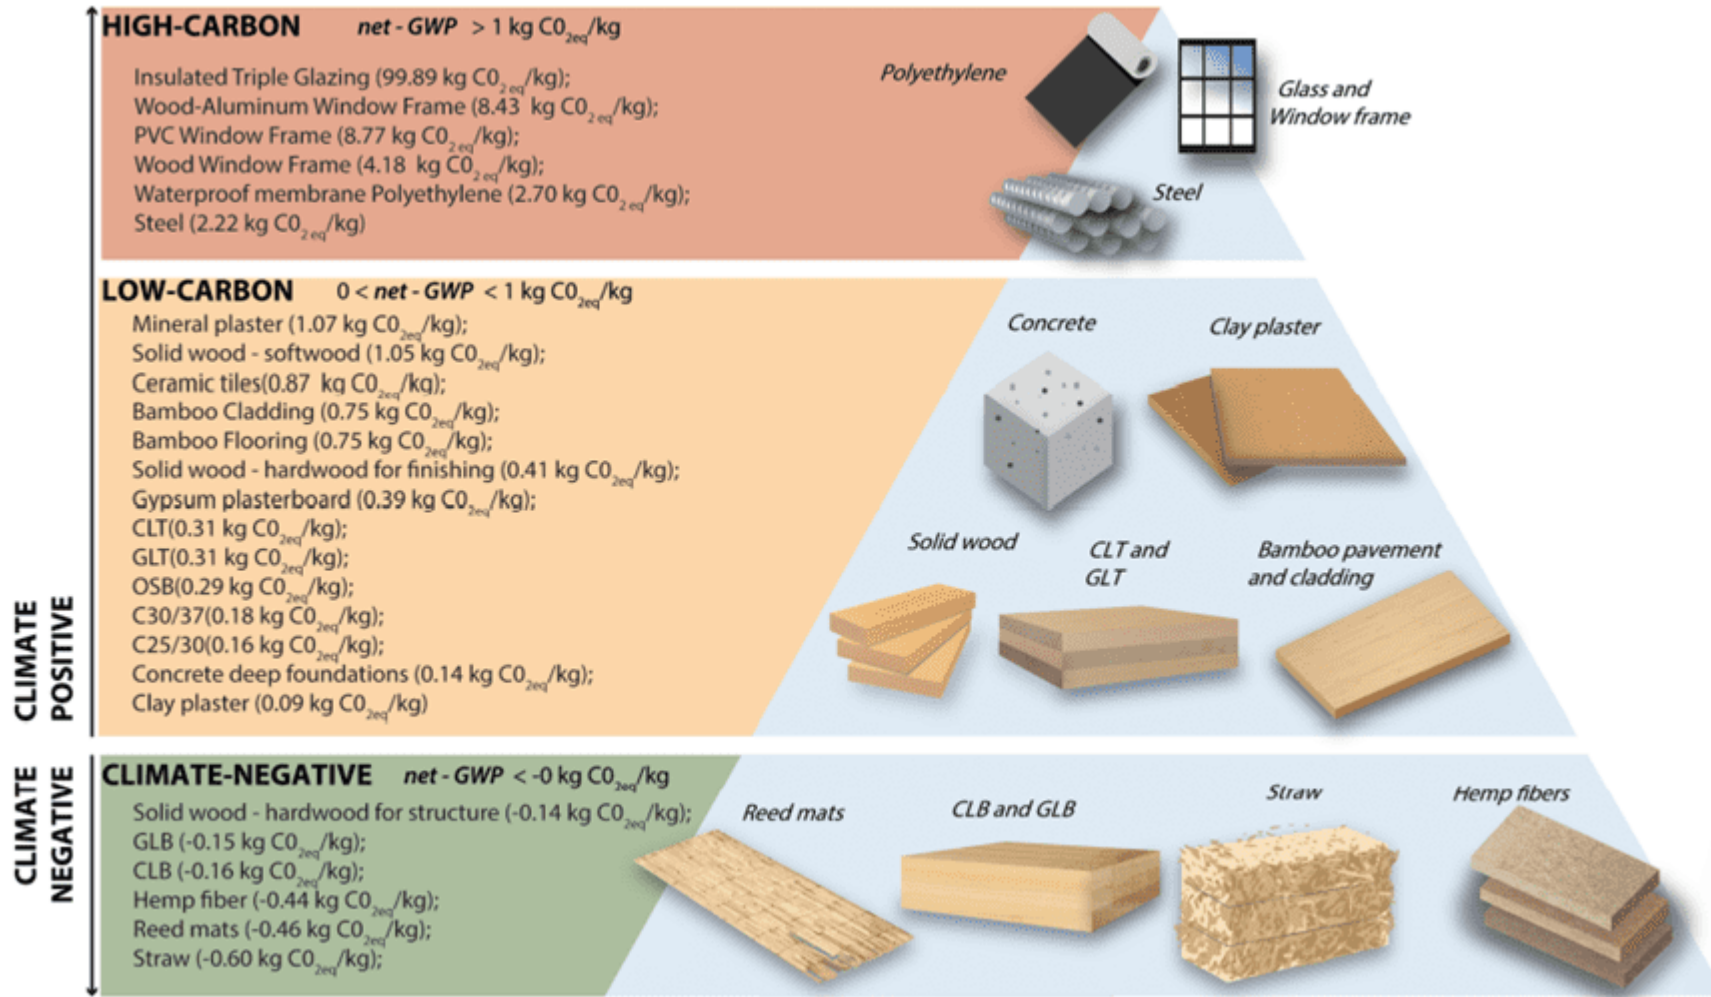 HIGH-CARBON net - GWP > 1 kg C02eq/kg
Insulated Triple Glazing (99.89 kg C02eq/kg);
Wood-Aluminum Window Frame (8.43 kg C02eq/kg);
PVC Window Frame (8.77 kg C02eq/kg);
Wood Window Frame (4.18 kg C02eq/kg);
Waterproof membrane Polyethylene (2.70 kg C02eq/kg);
Steel (2.22 kg C02eq/kg)
Polyethylene
Glass and
Window frame
Steel
CLIMATE
POSITIVE
LOW-CARBON 0 < net - GWP < 1 kg C02eq/kg
Mineral plaster (1.07 kg C02eq/kg);
Solid wood - softwood (1.05 kg C02eq/kg);
Ceramic tiles(0.87 kg C02eq/kg);
Bamboo Cladding (0.75 kg C02eq/kg);
Bamboo Flooring (0.75 kg C02eq/kg);
Solid wood - hardwood for finishing (0.41 kg C02eq/kg);
Gypsum plasterboard (0.39 kg C02eq/kg);
CLT(0.31 kg C02eq/kg);
GLT(0.31 kg C02eq/kg);
OSB(0.29 kg C02eq/kg);
C30/37(0.18 kg C02eq/kg);
C25/30(0.16 kg C02eq/kg);
Concrete deep foundations (0.14 kg C02eq/kg);
Clay plaster (0.09 kg C02eq/kg)
Concrete
Clay plaster
Solid wood
CLT and
GLT
Bamboo pavement
and cladding
CLIMATE
NEGATIVE
CLIMATE-NEGATIVE net - GWP < -0 kg C02eq/kg
Solid wood - hardwood for structure (-0.14 kg C02eq/kg);
GLB (-0.15 kg C02eq/kg);
CLB (-0.16 kg C02eq/kg);
Hemp fiber (-0.44 kg C02eq/kg);
Reed mats (-0.46 kg C02eq/kg);
Straw (-0.60 kg C02eq/kg);
Reed mats
CLB and GLB
Straw
Hemp fibers